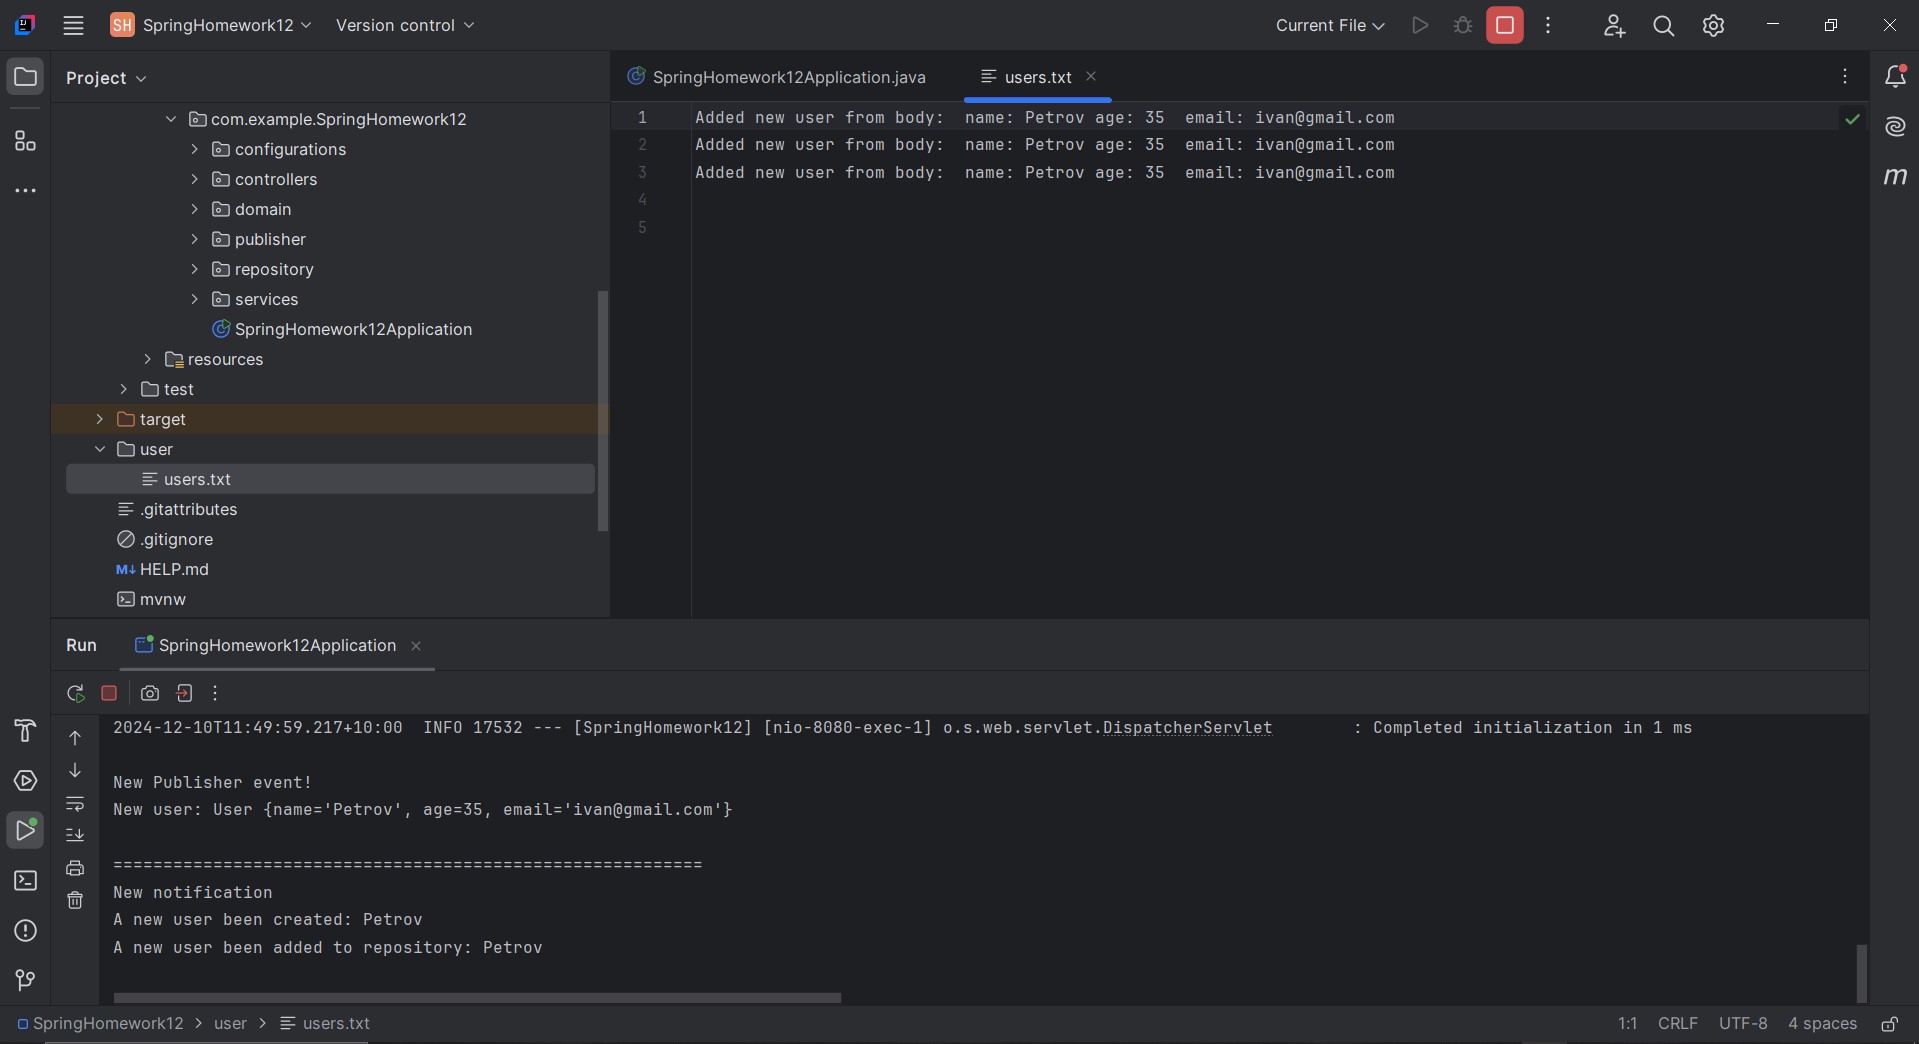 SH SpringHomework12 Version control Current File
Project
SpringHomework12Application.java users.txt
com.example.SpringHomework12
configurations
controllers
domain
publisher
repository
services
SpringHomework12Application
resources
test
target
user
users.txt
.gitattributes
.gitignore
M↓ HELP.md
mvnw
1 Added new user from body:  name: Petrov age: 35  email: ivan@gmail.com
2 Added new user from body:  name: Petrov age: 35  email: ivan@gmail.com
3 Added new user from body:  name: Petrov age: 35  email: ivan@gmail.com
4
5
m
Run SpringHomework12Application
2024-12-10T11:49:59.217+10:00  INFO 17532 --- [SpringHomework12] [nio-8080-exec-1] o.s.web.servlet.DispatcherServlet        : Completed initialization in 1 ms
New Publisher event!
New user: User {name='Petrov', age=35, email='ivan@gmail.com'}
===========================================================
New notification
A new user been created: Petrov
A new user been added to repository: Petrov
SpringHomework12 > user > users.txt 1:1 CRLF UTF-8 4 spaces